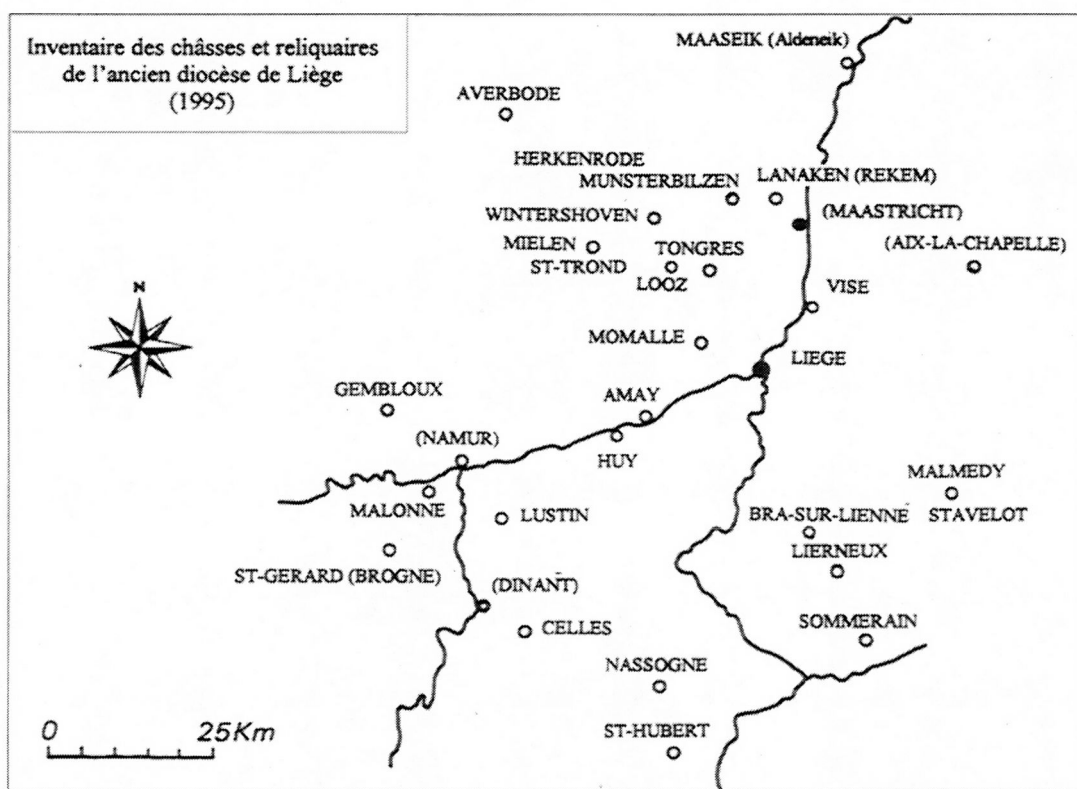 Inventaire des châsses et reliquaires
de l'ancien diocèse de Liège
(1995)
MAASEIK (Aldeneik)
AVERBODE
HERKENRODE
MUNSTERBILZEN
LANAKEN (REKEM)
WINTERSHOVEN
(MAASTRICHT)
MIELEN
TONGRES
(AIX-LA-CHAPELLE)
ST-TROND
LOOZ
VISE
N
MOMALLE
LIEGE
GEMBLOUX
AMAY
(NAMUR)
HUY
MALMEDY
MALONNE
LUSTIN
BRA-SUR-LIENNE
STAVELOT
ST-GERARD (BROGNE)
LIERNEUX
(DINANT)
CELLES
SOMMERAIN
NASSOGNE
0 25Km
ST-HUBERT